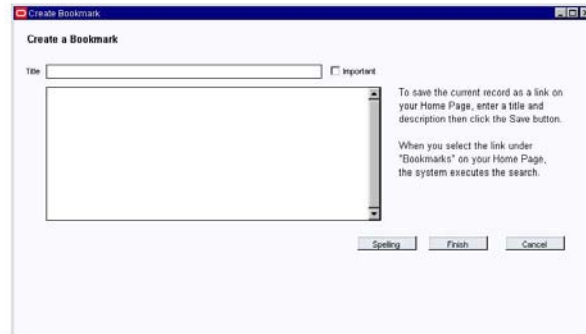 Create Bookmark
Create a Bookmark
Title
Important
To save the current record as a link on
your Home Page, enter a title and
description then click the Save button.
When you select the link under
"Bookmarks" on your Home Page,
the system executes the search.
Spelling Finish Cancel